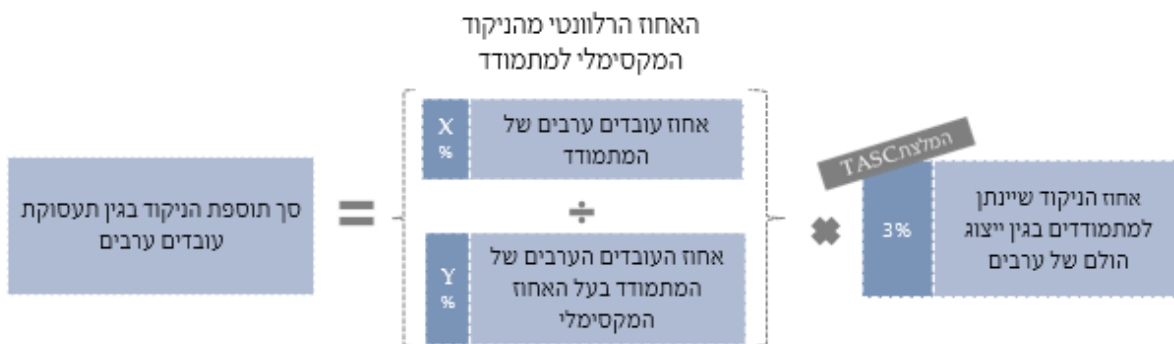 האחוז הרלוונטי מהניקוד
המקסימלי למתמודד
המלצת TASC
אחוז הניקוד שיינתן
למתמודדים בגין ייצוג
הולם של ערבים
3%
✖
אחוז עובדים ערבים של
המתמודד
X
%
÷
אחוז העובדים הערבים של
המתמודד בעל האחוז
המקסימלי
Y
%
=
סך תוספת הניקוד בגין תעסוקת
עובדים ערבים